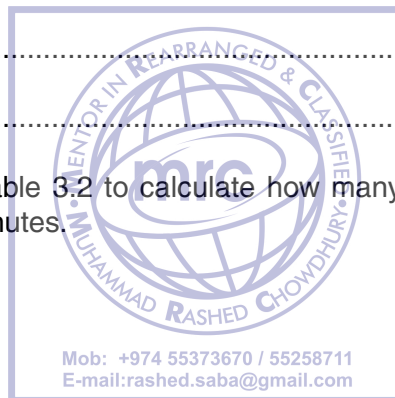 REARRANGED & CLASSIFIED
MENTOR IN
mrc
able 3.2 to calculate how many
nutes.
MUHAMMAD RASHED CHOWDHURY
Mob: +974 55373670 / 55258711
E-mail:rashed.saba@gmail.com